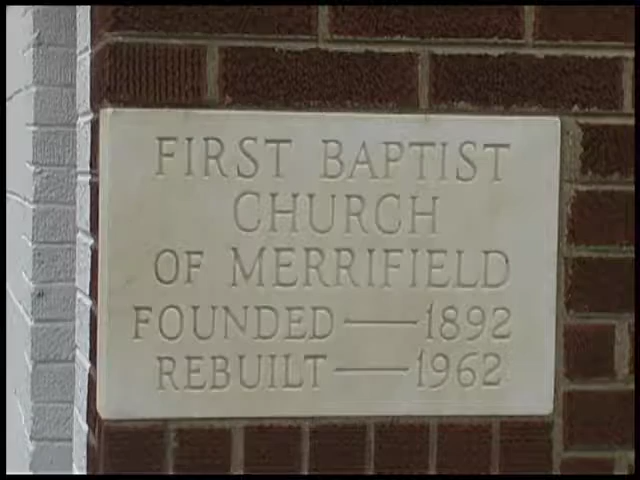 FIRST BAPTIST
CHURCH
OF MERRIFIELD
FOUNDED — 1892
REBUILT — 1962